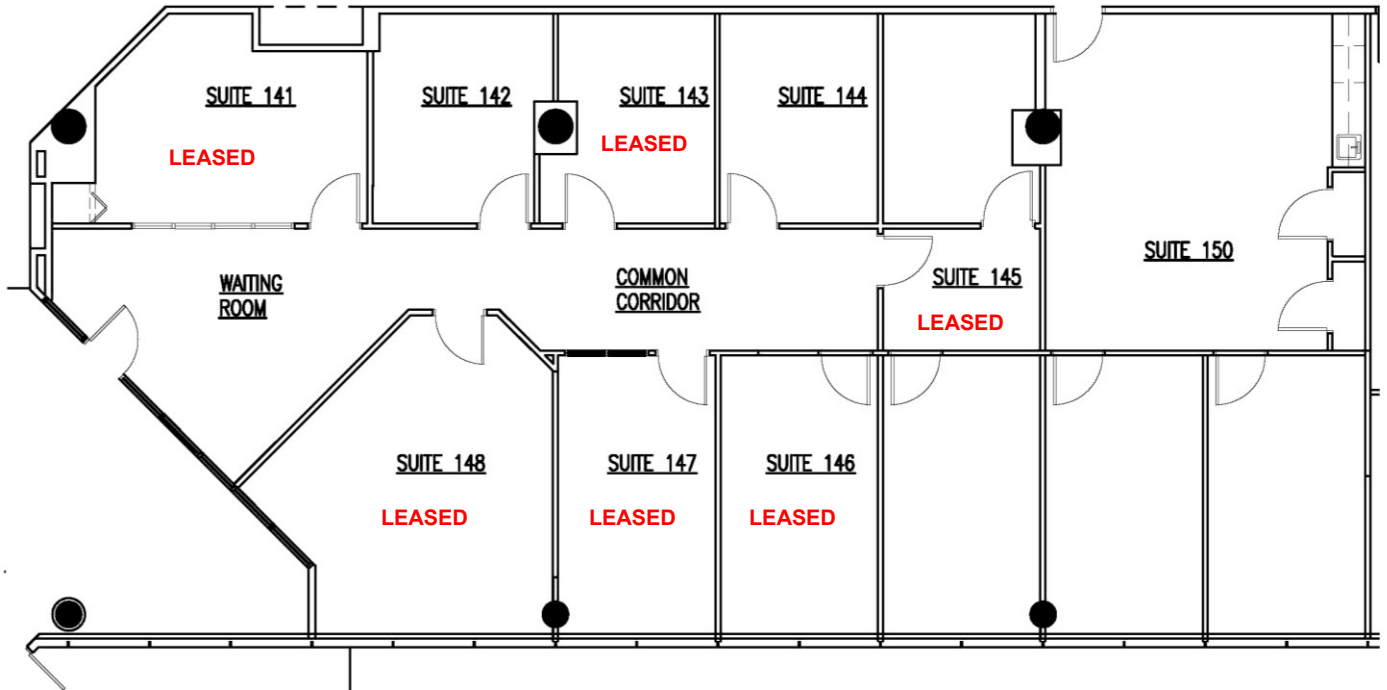 SUITE 141
LEASED
SUITE 142
SUITE 143
LEASED
SUITE 144
SUITE 150
WAITING
ROOM
COMMON
CORRIDOR
SUITE 145
LEASED
SUITE 148
LEASED
SUITE 147
LEASED
SUITE 146
LEASED